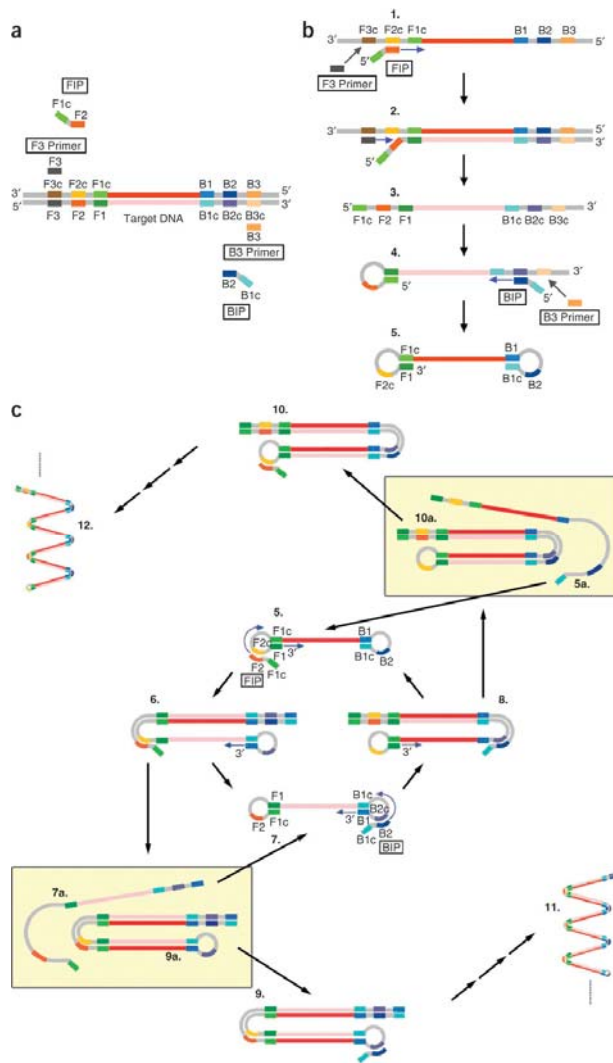 a
FIP
F1c
F2
F3 Primer
F3
F3c F2c F1c B1 B2 B3
3′ 5′
5′ 3′
F3 F2 F1 Target DNA B1c B2c B3c
B3
B3 Primer
B2
B1c
BIP
b
1.
F3c F2c F1c B1 B2 B3
3′ 5′
5′
FIP
F3 Primer
2.
3′ 5′
5′
3.
5′ 3′
F1c F2 F1 B1c B2c B3c
4.
3′
5′ BIP 5′
B3 Primer
5.
F1c B1
F2c F1 3′ B1c B2
c
10.
12.
10a.
5a.
5.
F1c B1
F2c 3′
F1 B1c B2
F2 F1c
FIP
6. 8.
3′ 3′
F1 B1c
B2c
F2 F1c 3′ B1
B1c B2
7. BIP
7a.
9a.
11.
9.